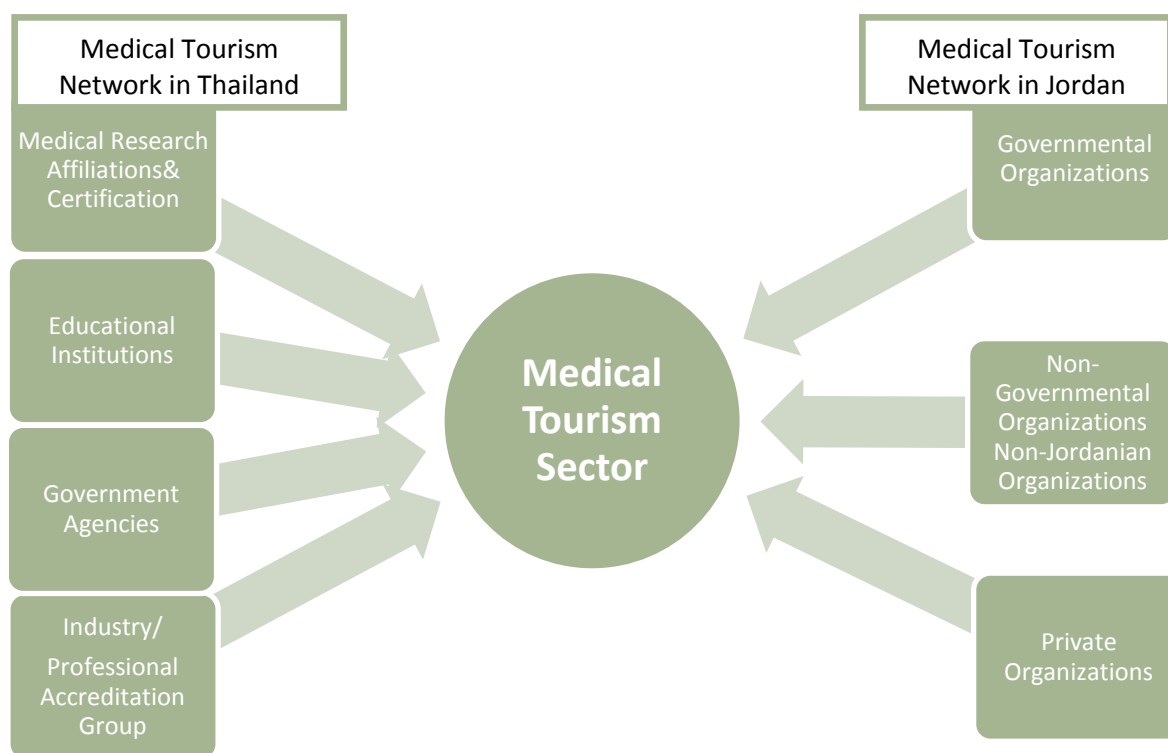 Medical Tourism
Network in Thailand
Medical Research
Affiliations&
Certification
Educational
Institutions
Government
Agencies
Industry/
Professional
Accreditation
Group
Medical
Tourism
Sector
Medical Tourism
Network in Jordan
Governmental
Organizations
Non-
Governmental
Organizations
Non-Jordanian
Organizations
Private
Organizations